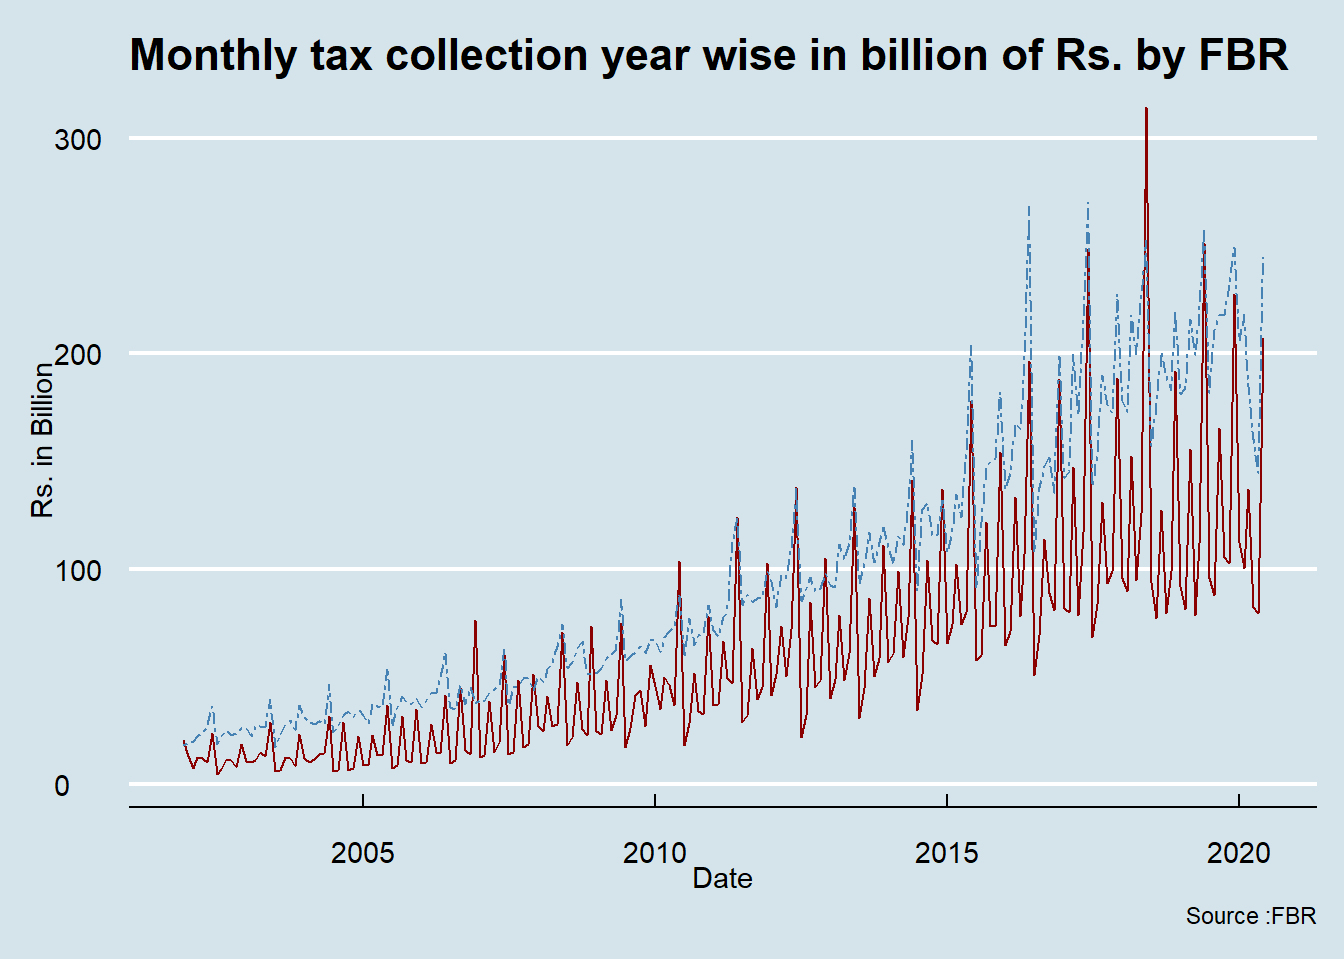 Monthly tax collection year wise in billion of Rs. by FBR
300
200
100
0
Rs. in Billion
2005
2010
2015
2020
Date
Source :FBR